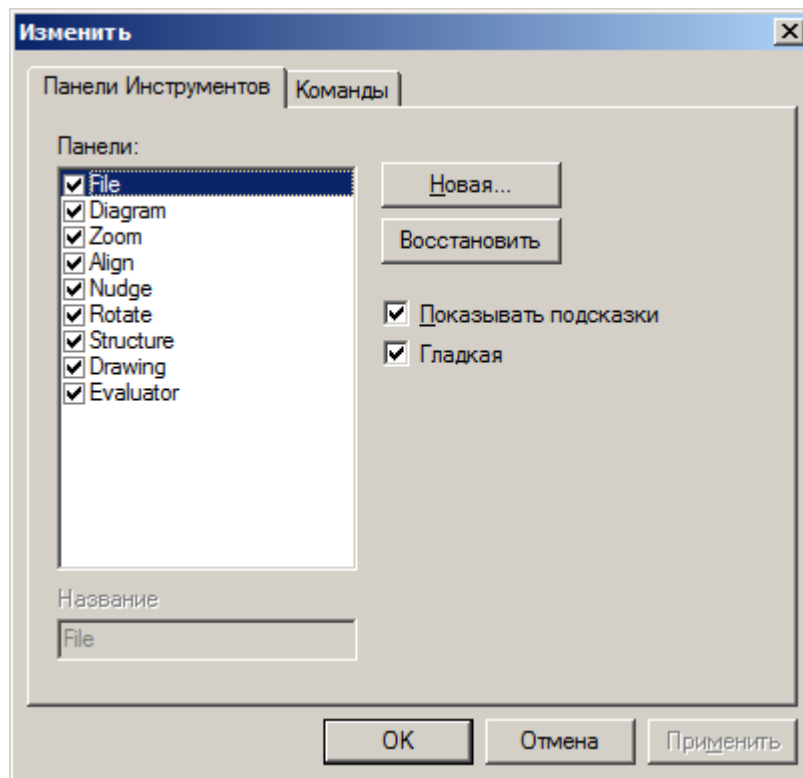 Изменить
Панели Инструментов
Команды
Панели:
File
Diagram
Zoom
Align
Nudge
Rotate
Structure
Drawing
Evaluator
Новая...
Восстановить
Показывать подсказки
Гладкая
Название
File
OK
Отмена
Применить